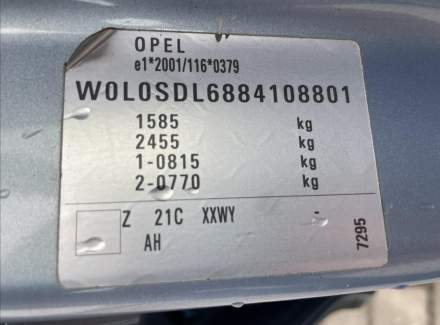 OPEL
e1*2001/116*0379
W0L0SDL6884108801
1585 kg
2455 kg
1-0815 kg
2-0770 kg
Z 21C XXWY -
AH
7295